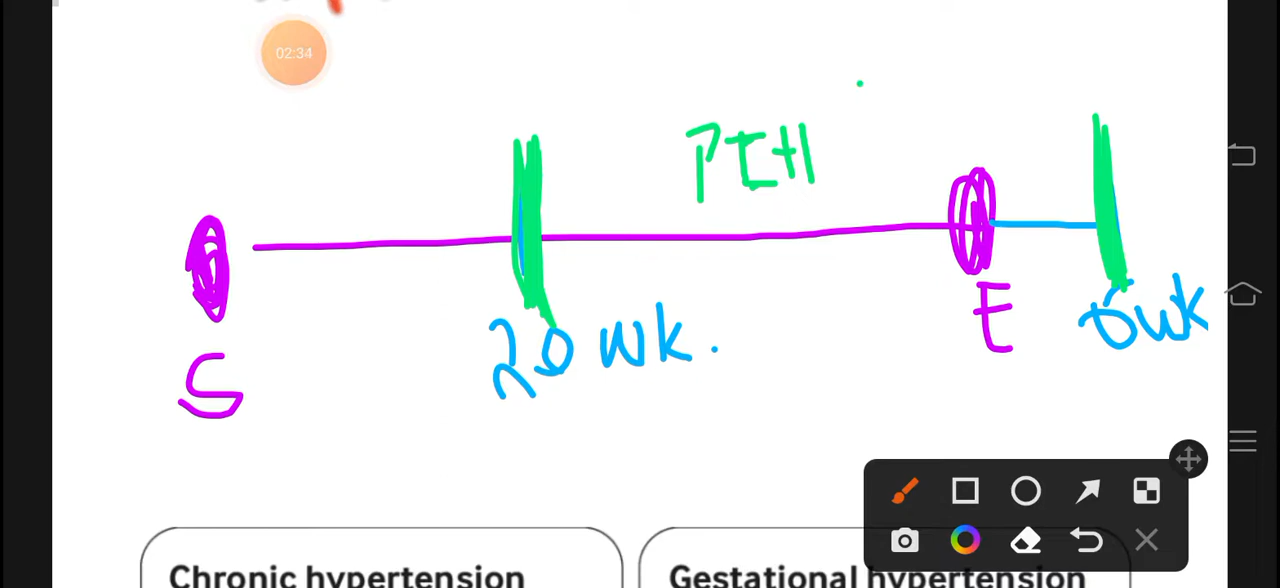 02:34
PIH
20 wk.
E
6wk
S
Chronic hypertension
Gestational hypertension